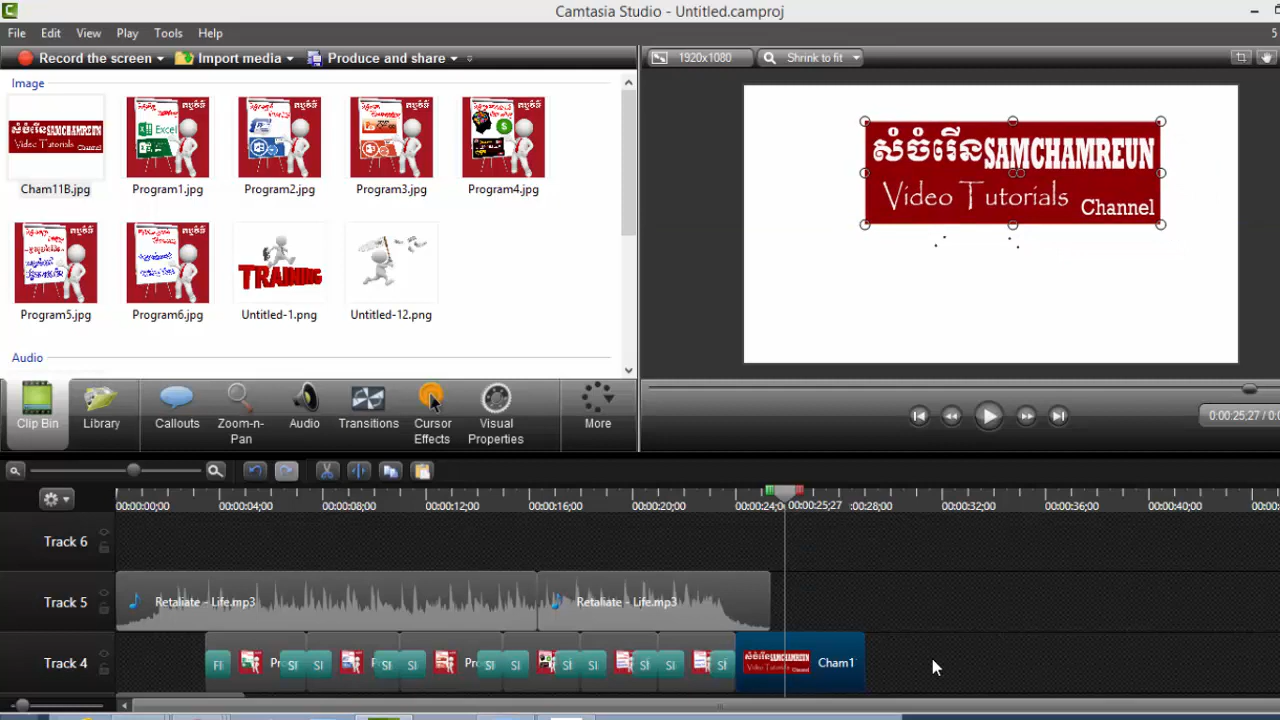 Camtasia Studio - Untitled.camproj
File Edit View Play Tools Help
5
Record the screen Import media Produce and share
1920x1080 Shrink to fit
Image
Cham11B.jpg Program1.jpg Program2.jpg Program3.jpg Program4.jpg
Excel
Program5.jpg Program6.jpg Untitled-1.png Untitled-12.png
TRAINING
Audio
សំចំរើនSAMCHAMREUN
Video Tutorials Channel
Clip Bin Library Callouts Zoom-n-Pan Audio Transitions Cursor Effects Visual Properties More
0:00:25;27 / 0:0
00:00:00;00 00:00:04;00 00:00:08;00 00:00:12;00 00:00:16;00 00:00:20;00 00:00:24;0 00:00:25;27 :00:28;00 00:00:32;00 00:00:36;00 00:00:40;00 00:00
Track 6
Track 5 Retaliate - Life.mp3 Retaliate - Life.mp3
Track 4 Cham1